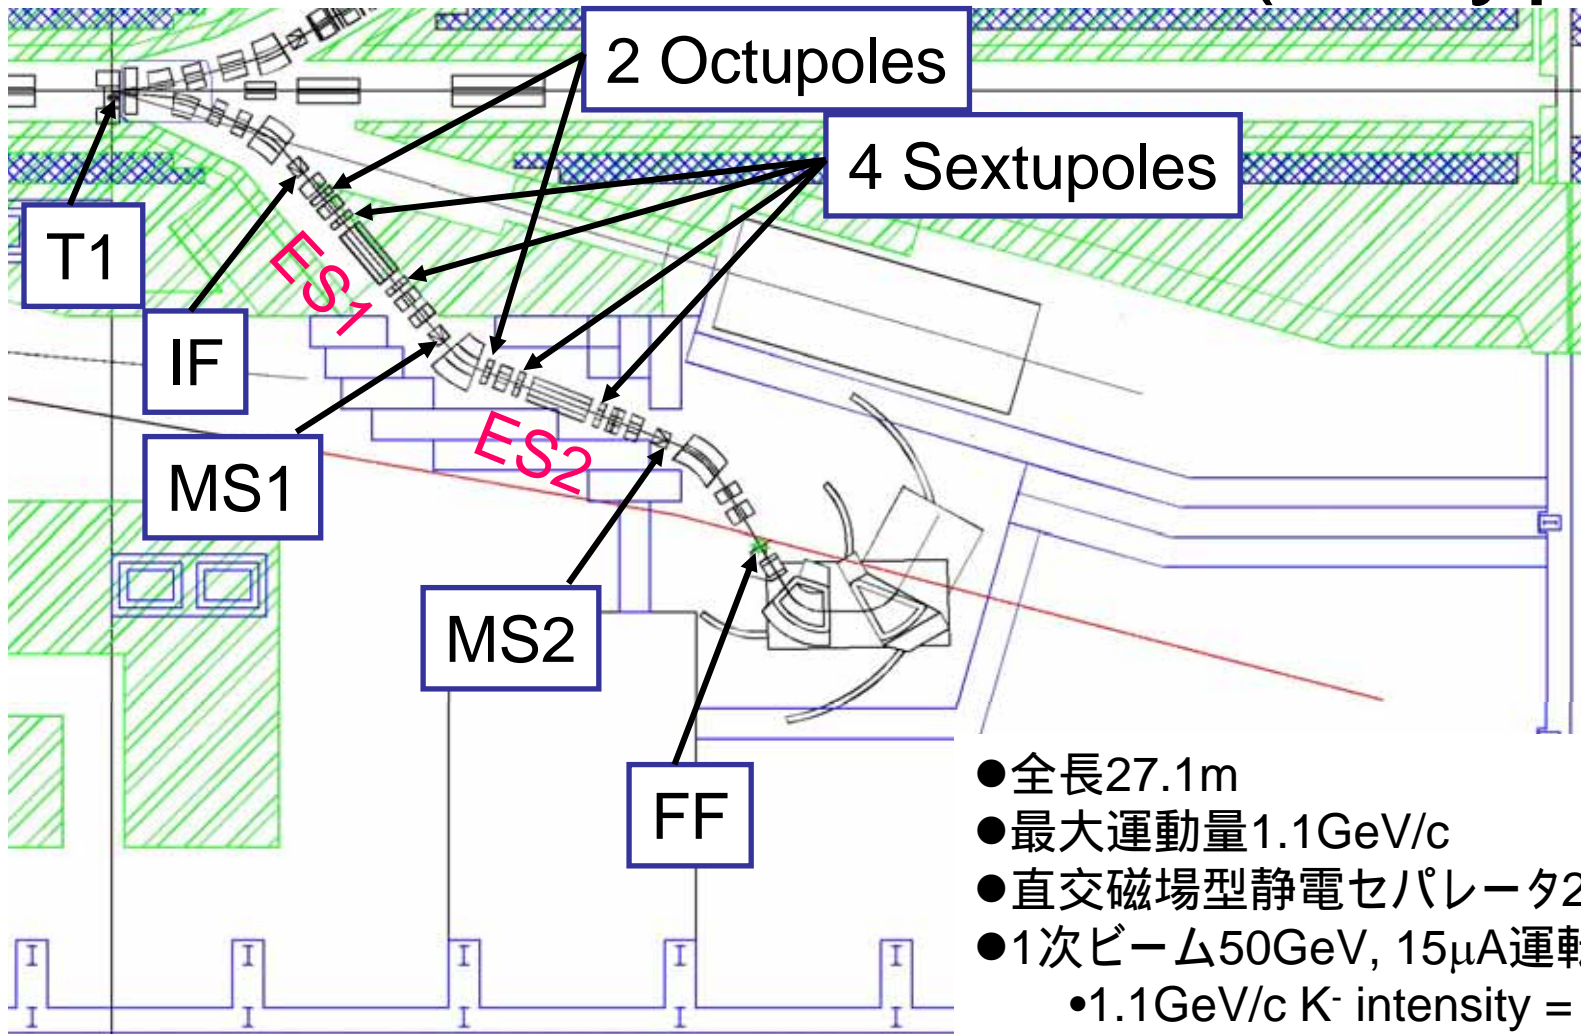 2 Octupoles
4 Sextupoles
T1
ES1
IF
MS1
ES2
MS2
FF
●全長27.1m
●最大運動量1.1GeV/c
●直交磁場型静電セパレータ2
●1次ビーム50GeV, 15μA運転
•1.1GeV/c K- intensity =